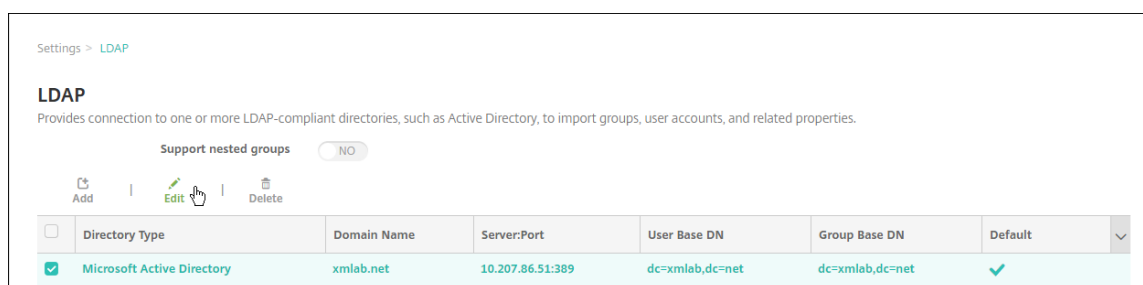 Settings > LDAP
LDAP
Provides connection to one or more LDAP-compliant directories, such as Active Directory, to import groups, user accounts, and related properties.
Support nested groups NO
Add | Edit | Delete
Directory Type Domain Name Server:Port User Base DN Group Base DN Default
Microsoft Active Directory xmlab.net 10.207.86.51:389 dc=xmlab,dc=net dc=xmlab,dc=net